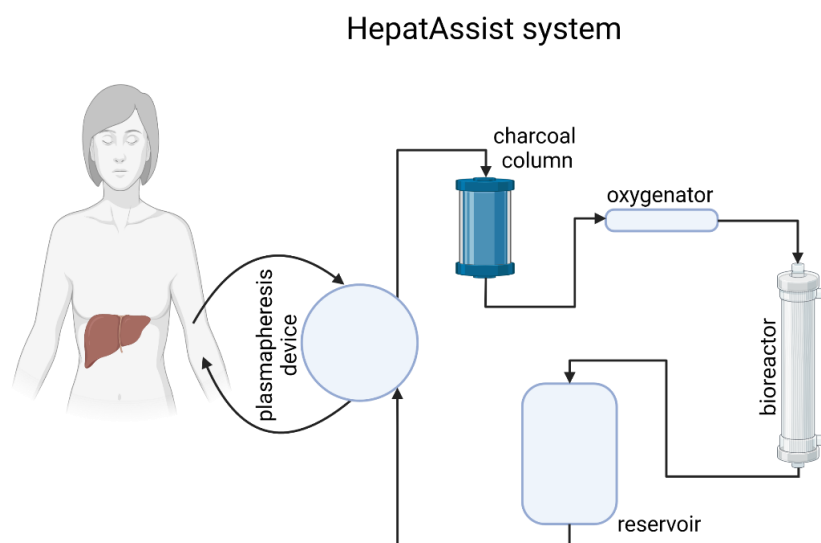 HepatAssist system
charcoal
column
oxygenator
plasmapheresis
device
bioreactor
reservoir